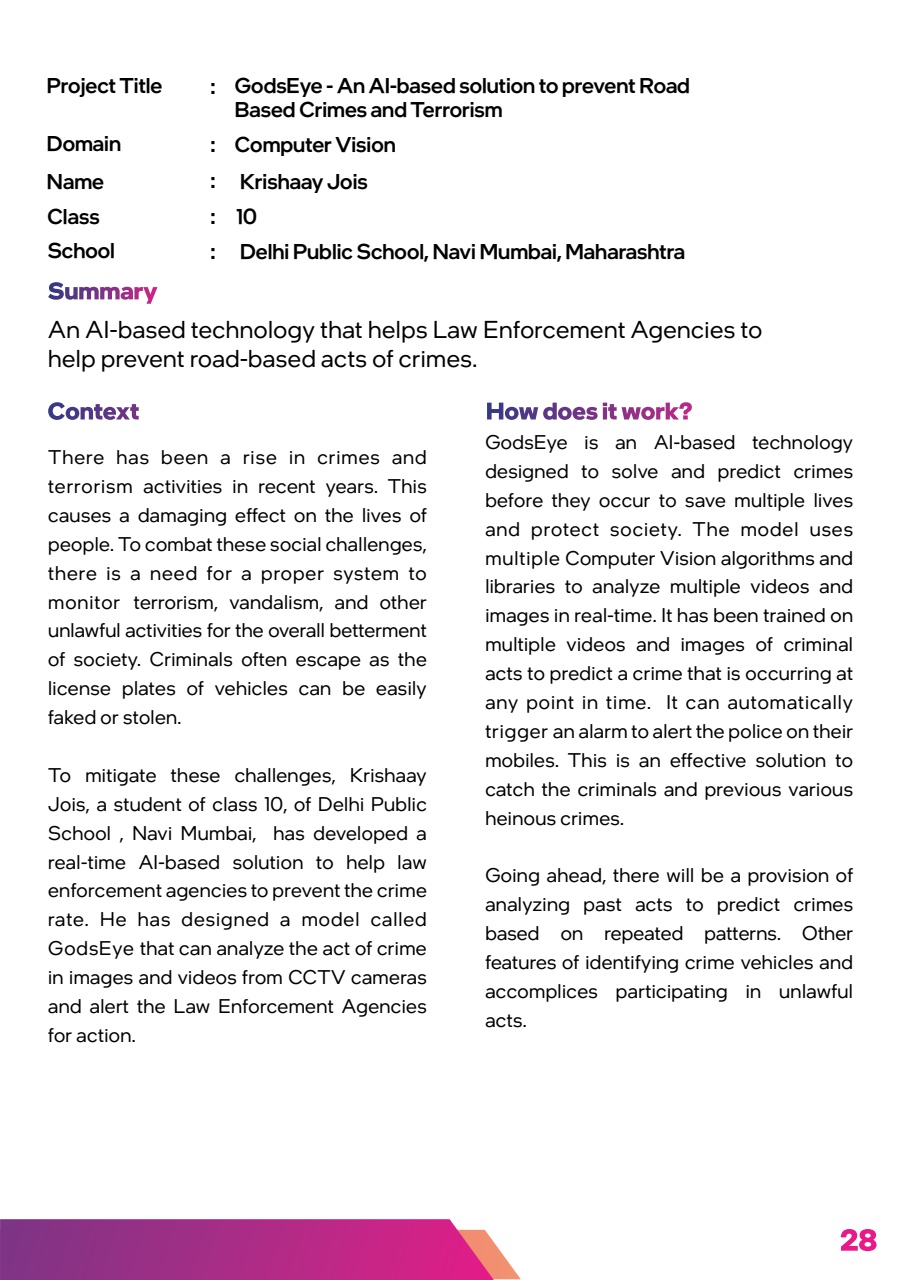 Project Title : GodsEye - An AI-based solution to prevent Road
Based Crimes and Terrorism
Domain : Computer Vision
Name : Krishaay Jois
Class : 10
School : Delhi Public School, Navi Mumbai, Maharashtra
Summary
An AI-based technology that helps Law Enforcement Agencies to
help prevent road-based acts of crimes.
Context
There has been a rise in crimes and
terrorism activities in recent years. This
causes a damaging effect on the lives of
people. To combat these social challenges,
there is a need for a proper system to
monitor terrorism, vandalism, and other
unlawful activities for the overall betterment
of society. Criminals often escape as the
license plates of vehicles can be easily
faked or stolen.
To mitigate these challenges, Krishaay
Jois, a student of class 10, of Delhi Public
School , Navi Mumbai, has developed a
real-time AI-based solution to help law
enforcement agencies to prevent the crime
rate. He has designed a model called
GodsEye that can analyze the act of crime
in images and videos from CCTV cameras
and alert the Law Enforcement Agencies
for action.
How does it work?
GodsEye is an AI-based technology
designed to solve and predict crimes
before they occur to save multiple lives
and protect society. The model uses
multiple Computer Vision algorithms and
libraries to analyze multiple videos and
images in real-time. It has been trained on
multiple videos and images of criminal
acts to predict a crime that is occurring at
any point in time. It can automatically
trigger an alarm to alert the police on their
mobiles. This is an effective solution to
catch the criminals and previous various
heinous crimes.
Going ahead, there will be a provision of
analyzing past acts to predict crimes
based on repeated patterns. Other
features of identifying crime vehicles and
accomplices participating in unlawful
acts.
28